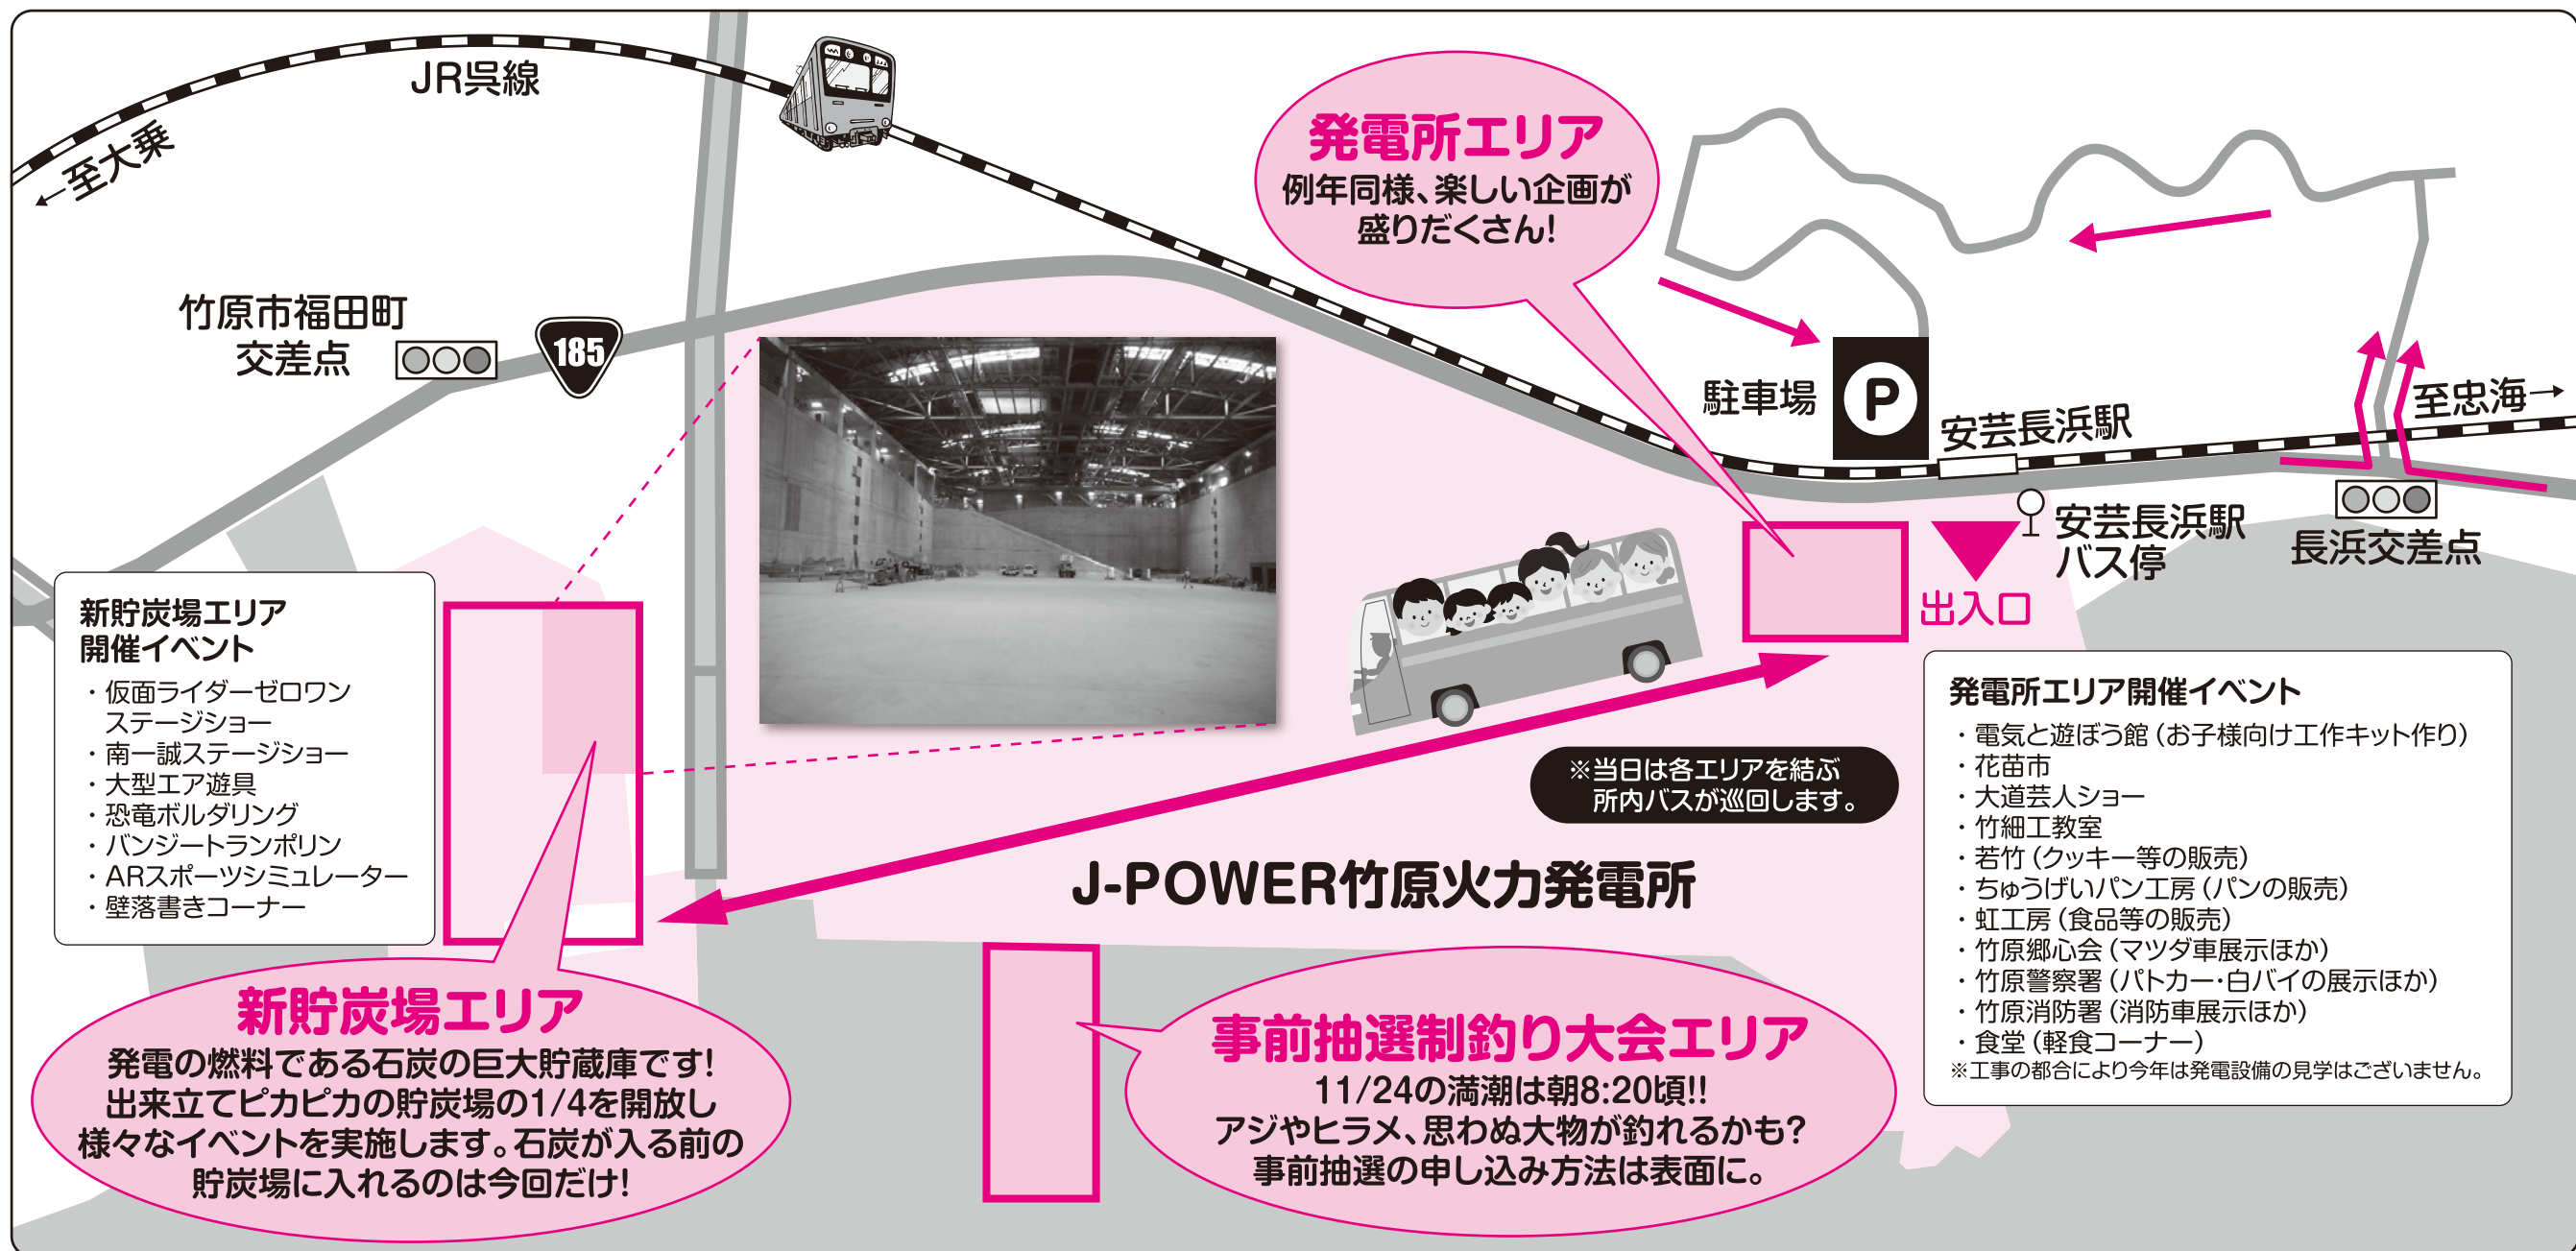 JR呉線
←至大乗
竹原市福田町
交差点
185
発電所エリア
例年同様、楽しい企画が
盛りだくさん!
駐車場
P
安芸長浜駅
至忠海→
安芸長浜駅
バス停
長浜交差点
出入口
新貯炭場エリア
開催イベント
・仮面ライダーゼロワン
ステージショー
・南一誠ステージショー
・大型エア遊具
・恐竜ボルダリング
・バンジートランポリン
・ARスポーツシミュレーター
・壁落書きコーナー
※当日は各エリアを結ぶ
所内バスが巡回します。
J-POWER竹原火力発電所
発電所エリア開催イベント
・電気と遊ぼう館(お子様向け工作キット作り)
・花苗市
・大道芸人ショー
・竹細工教室
・若竹(クッキー等の販売)
・ちゅうげいパン工房(パンの販売)
・虹工房(食品等の販売)
・竹原郷心会(マツダ車展示ほか)
・竹原警察署(パトカー・白バイの展示ほか)
・竹原消防署(消防車展示ほか)
・食堂(軽食コーナー)
※工事の都合により今年は発電設備の見学はございません。
新貯炭場エリア
発電の燃料である石炭の巨大貯蔵庫です!
出来立てピカピカの貯炭場の1/4を開放し
様々なイベントを実施します。石炭が入る前の
貯炭場に入れるのは今回だけ!
事前抽選制釣り大会エリア
11/24の満潮は朝8:20頃!!
アジやヒラメ、思わぬ大物が釣れるかも?
事前抽選の申し込み方法は表面に。